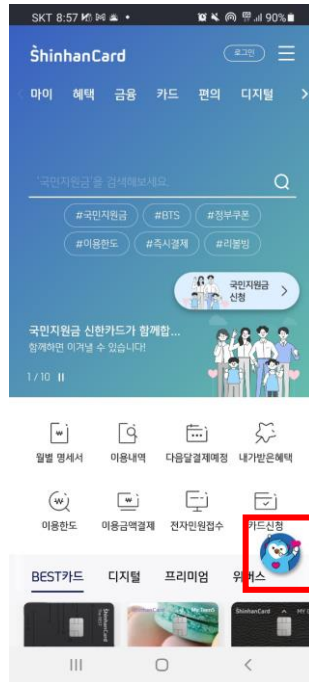 SKT 8:57
90%
ShinhanCard
로그인
마이 혜택 금융 카드 편의 디지털
'국민지원금'을 검색해보세요.
#국민지원금 #BTS #정부쿠폰
#이용한도 #즉시결제 #리볼빙
국민지원금
신청
국민지원금 신한카드가 함께합...
함께하면 이겨낼 수 있습니다!
1 / 10
월별 명세서 이용내역 다음달결제예정 내가받은혜택
이용한도 이용금액결제 전자민원접수 카드신청
BEST카드 디지털 프리미엄
ShinhanCard